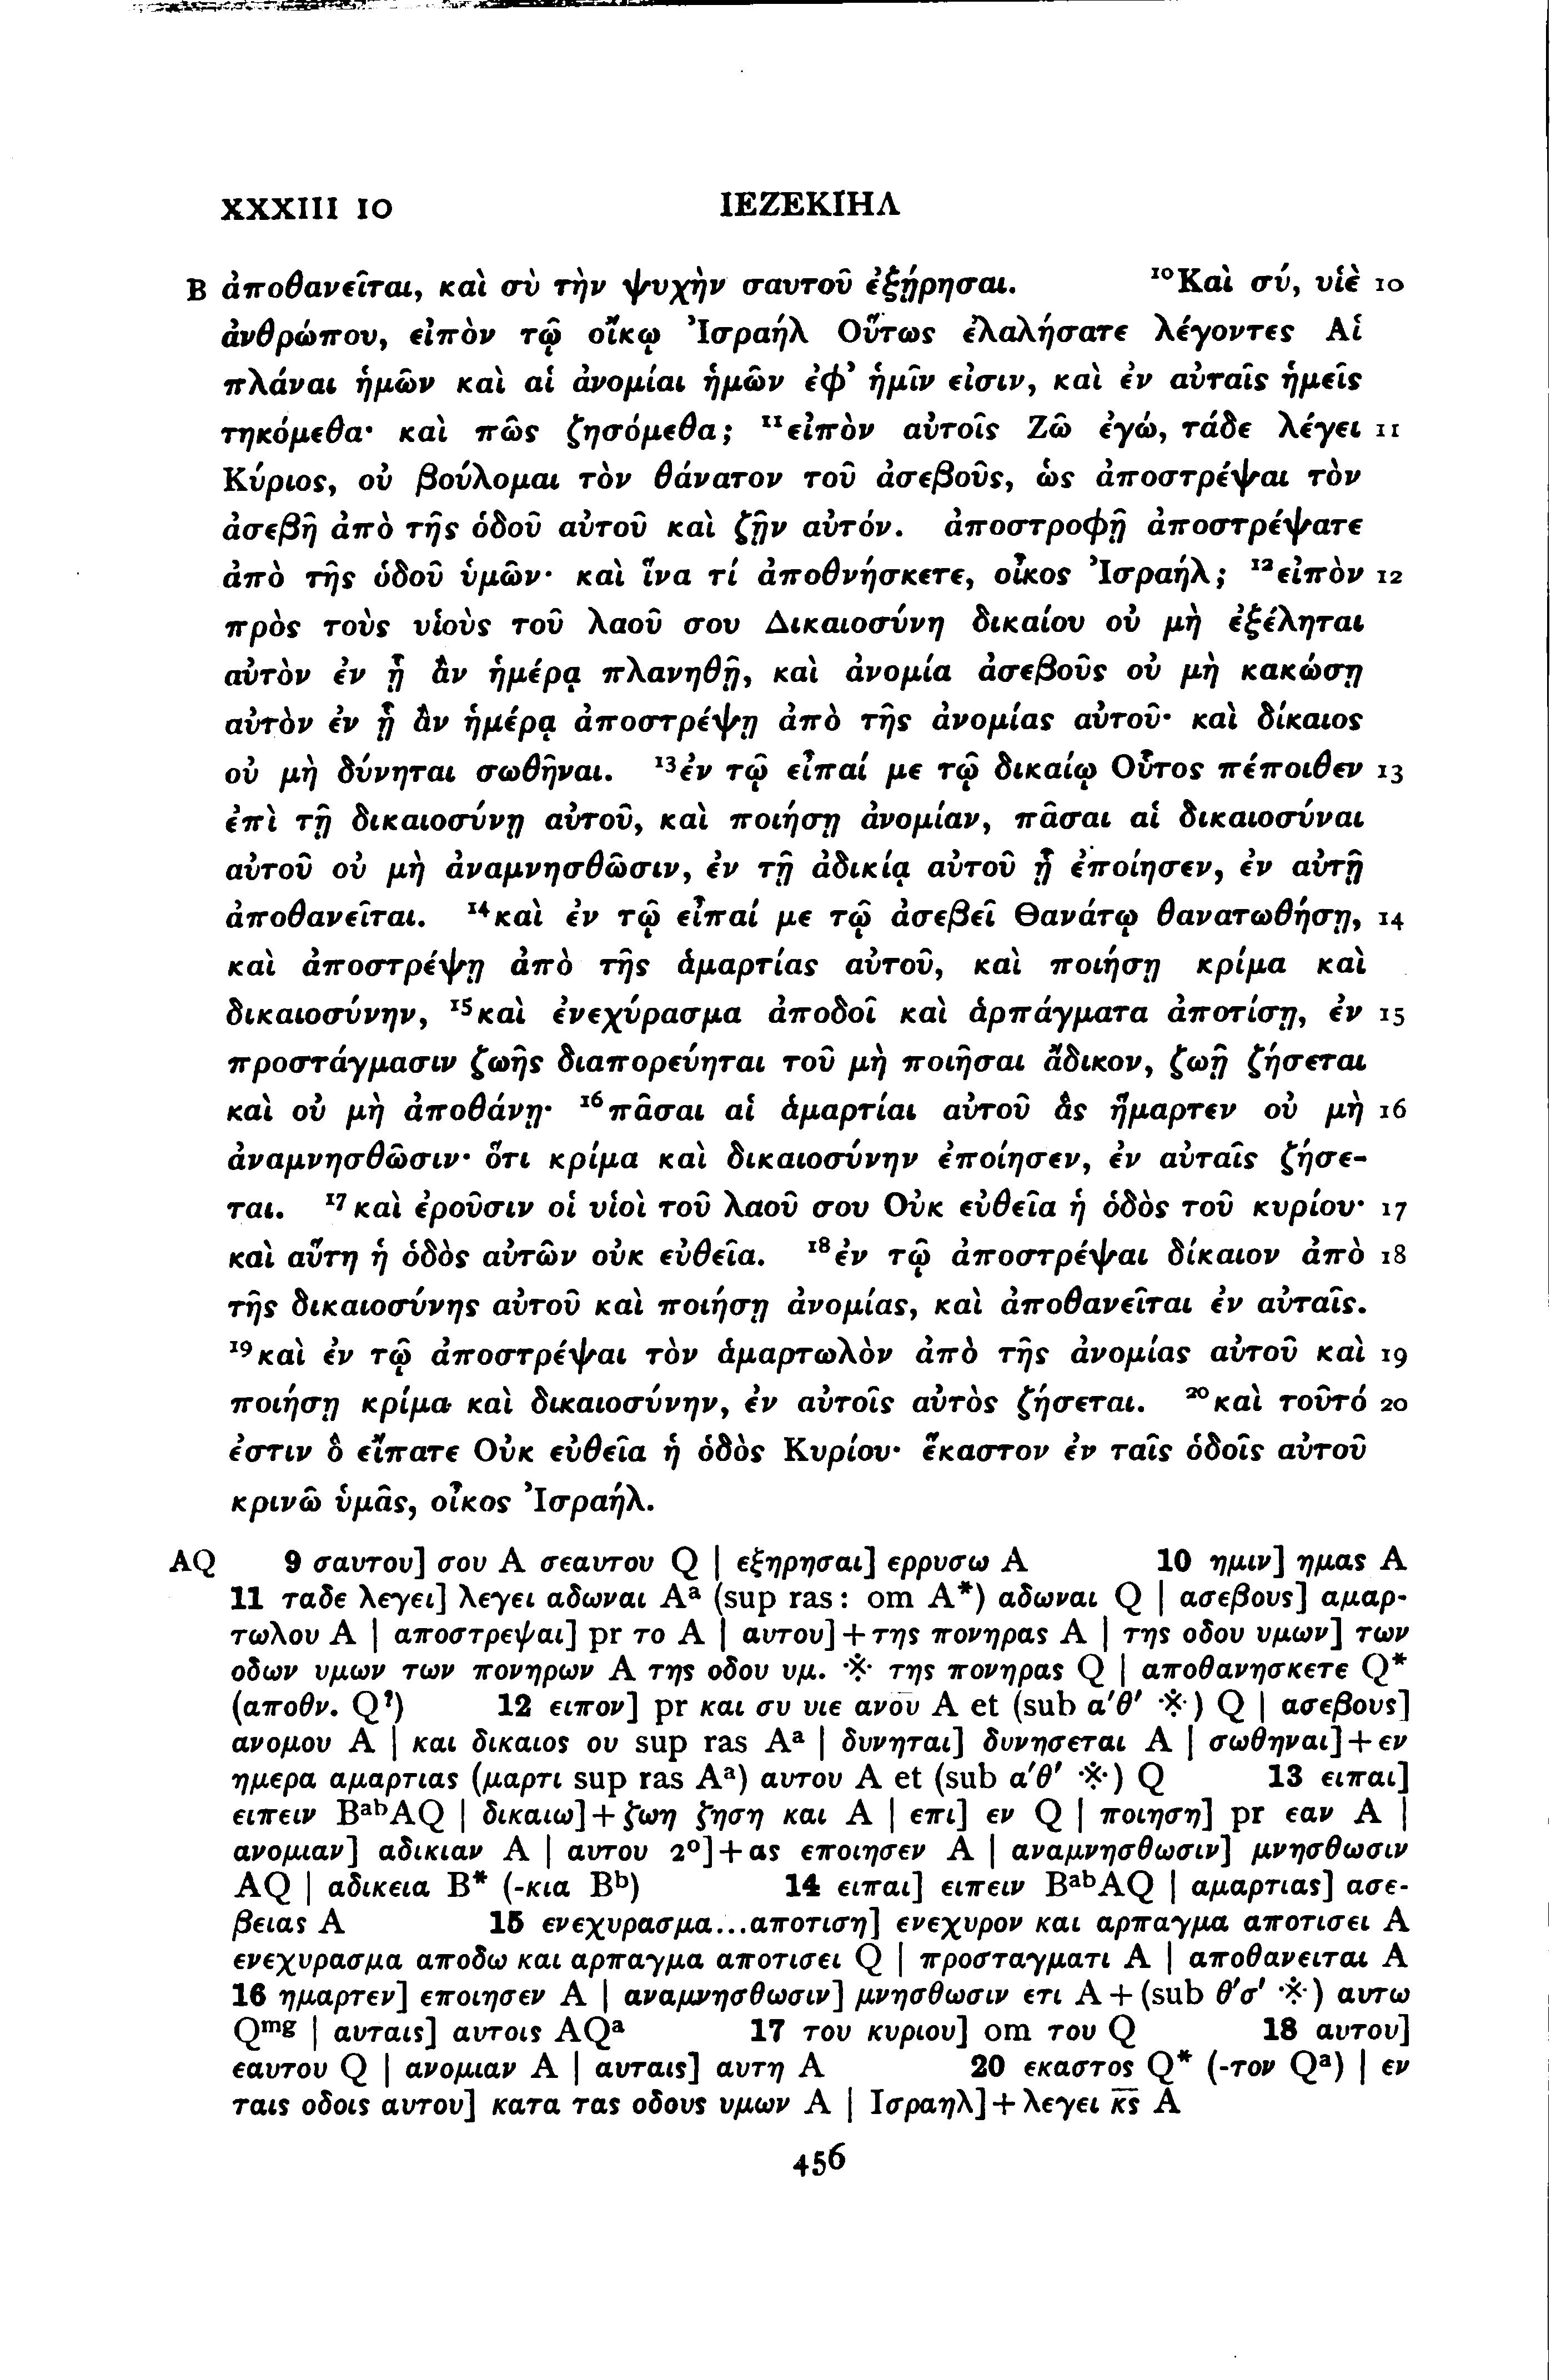 XXXIII 10 ΙΕΖΕΚΙΗΛ
B ἀποθανεῖται, καὶ σὺ τὴν ψυχὴν σαυτοῦ ἐξῄρησαι. ¹⁰Καὶ σύ, υἱὲ 10
ἀνθρώπου, εἰπὸν τῷ οἴκῳ Ἰσραήλ Οὕτως ἐλαλήσατε λέγοντες Αἱ
πλάναι ἡμῶν καὶ αἱ ἀνομίαι ἡμῶν ἐφ’ ἡμῖν εἰσιν, καὶ ἐν αὐταῖς ἡμεῖς
τηκόμεθα· καὶ πῶς ζησόμεθα; ¹¹εἰπὸν αὐτοῖς Ζῶ ἐγώ, τάδε λέγει 11
Κύριος, οὐ βούλομαι τὸν θάνατον τοῦ ἀσεβοῦς, ὡς ἀποστρέψαι τὸν
ἀσεβῆ ἀπὸ τῆς ὁδοῦ αὐτοῦ καὶ ζῇν αὐτόν. ἀποστροφῇ ἀποστρέψατε
ἀπὸ τῆς ὁδοῦ ὑμῶν· καὶ ἵνα τί ἀποθνήσκετε, οἶκος Ἰσραήλ; ¹²εἰπὸν 12
πρὸς τοὺς υἱοὺς τοῦ λαοῦ σου Δικαιοσύνη δικαίου οὐ μὴ ἐξέληται
αὐτὸν ἐν ᾗ ἂν ἡμέρᾳ πλανηθῇ, καὶ ἀνομία ἀσεβοῦς οὐ μὴ κακώσῃ
αὐτὸν ἐν ᾗ ἂν ἡμέρᾳ ἀποστρέψῃ ἀπὸ τῆς ἀνομίας αὐτοῦ· καὶ δίκαιος
οὐ μὴ δύνηται σωθῆναι. ¹³ἐν τῷ εἶπαί με τῷ δικαίῳ Οὗτος πέποιθεν 13
ἐπὶ τῇ δικαιοσύνῃ αὐτοῦ, καὶ ποιήσῃ ἀνομίαν, πᾶσαι αἱ δικαιοσύναι
αὐτοῦ οὐ μὴ ἀναμνησθῶσιν, ἐν τῇ ἀδικίᾳ αὐτοῦ ᾗ ἐποίησεν, ἐν αὐτῇ
ἀποθανεῖται. ¹⁴καὶ ἐν τῷ εἶπαί με τῷ ἀσεβεῖ Θανάτῳ θανατωθήσῃ, 14
καὶ ἀποστρέψῃ ἀπὸ τῆς ἁμαρτίας αὐτοῦ, καὶ ποιήσῃ κρίμα καὶ
δικαιοσύνην, ¹⁵καὶ ἐνεχύρασμα ἀποδοῖ καὶ ἁρπάγματα ἀποτίσῃ, ἐν 15
προστάγμασιν ζωῆς διαπορεύηται τοῦ μὴ ποιῆσαι ἄδικον, ζωῇ ζήσεται
καὶ οὐ μὴ ἀποθάνῃ· ¹⁶πᾶσαι αἱ ἁμαρτίαι αὐτοῦ ἃς ἥμαρτεν οὐ μὴ 16
ἀναμνησθῶσιν· ὅτι κρίμα καὶ δικαιοσύνην ἐποίησεν, ἐν αὐταῖς ζήσε-
ται. ¹⁷καὶ ἐροῦσιν οἱ υἱοὶ τοῦ λαοῦ σου Οὐκ εὐθεῖα ἡ ὁδὸς τοῦ κυρίου· 17
καὶ αὕτη ἡ ὁδὸς αὐτῶν οὐκ εὐθεῖα. ¹⁸ἐν τῷ ἀποστρέψαι δίκαιον ἀπὸ 18
τῆς δικαιοσύνης αὐτοῦ καὶ ποιήσῃ ἀνομίας, καὶ ἀποθανεῖται ἐν αὐταῖς.
¹⁹καὶ ἐν τῷ ἀποστρέψαι τὸν ἁμαρτωλὸν ἀπὸ τῆς ἀνομίας αὐτοῦ καὶ 19
ποιήσῃ κρίμα καὶ δικαιοσύνην, ἐν αὐτοῖς αὐτὸς ζήσεται. ²⁰καὶ τοῦτό 20
ἐστιν ὃ εἴπατε Οὐκ εὐθεῖα ἡ ὁδὸς Κυρίου· ἕκαστον ἐν ταῖς ὁδοῖς αὐτοῦ
κρινῶ ὑμᾶς, οἶκος Ἰσραήλ.
AQ 9 σαυτου] σου A σεαυτου Q | εξηρησαι] ερρυσω A 10 ημιν] ημας A
11 ταδε λεγει] λεγει αδωναι Aᵃ (sup ras : om A*) αδωναι Q | ασεβους] αμαρ-
τωλου A | αποστρεψαι] pr το A | αυτου] + της πονηρας A | της οδου υμων] των
οδων υμων των πονηρων A της οδου υμ. ※ της πονηρας Q | αποθανησκετε Q*
(αποθν. Q?) 12 ειπον] pr και συ υιε ανου̅ A et (sub α′θ′ ※) Q | ασεβους]
ανομου A | και δικαιος ου sup ras Aᵃ | δυνηται] δυνησεται A | σωθηναι] + εν
ημερα αμαρτιας (μαρτι sup ras Aᵃ) αυτου A et (sub α′θ′ ※) Q 13 ειπαι]
ειπειν BᵃᵇAQ | δικαιω] + ζωη ζηση και A | επι] εν Q | ποιηση] pr εαν A |
ανομιαν] αδικιαν A | αυτου 2º] + ας εποιησεν A | αναμνησθωσιν] μνησθωσιν
AQ | αδικεια B* (-κια Bᵇ) 14 ειπαι] ειπειν BᵃᵇAQ | αμαρτιας] ασε-
βειας A 15 ενεχυρασμα...αποτιση] ενεχυρον και αρπαγμα αποτισει A
ενεχυρασμα αποδω και αρπαγμα αποτισει Q | προσταγματι A | αποθανειται A
16 ημαρτεν] εποιησεν A | αναμνησθωσιν] μνησθωσιν ετι A + (sub θ′σ′ ※) αυτω
Qᵐᵍ | αυταις] αυτοις AQᵃ 17 του κυριου] om του Q 18 αυτου]
εαυτου Q | ανομιαν A | αυταις] αυτη A 20 εκαστος Q* (-τον Qᵃ) | εν
ταις οδοις αυτου] κατα τας οδους υμων A | Ισραηλ] + λεγει κ̅ς̅ A
456